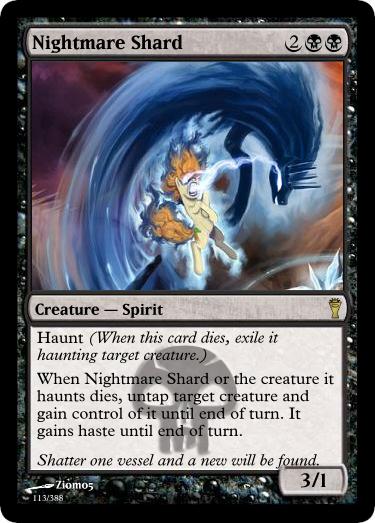 Nightmare Shard 2
Creature — Spirit
Haunt (When this card dies, exile it
haunting target creature.)
When Nightmare Shard or the creature it
haunts dies, untap target creature and
gain control of it until end of turn. It
gains haste until end of turn.
Shatter one vessel and a new will be found.
3/1
Ziomo5
113/388